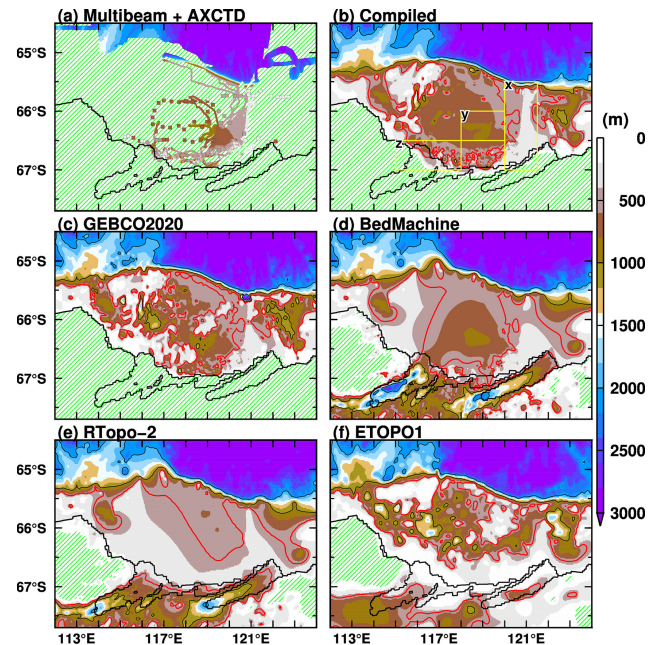 (a) Multibeam + AXCTD
(b) Compiled
65°S
66°S
67°S
x
y
z
(m)
0
500
1000
1500
2000
2500
3000
(c) GEBCO2020
(d) BedMachine
65°S
66°S
67°S
(e) RTopo-2
(f) ETOPO1
65°S
66°S
67°S
113°E 117°E 121°E 113°E 117°E 121°E